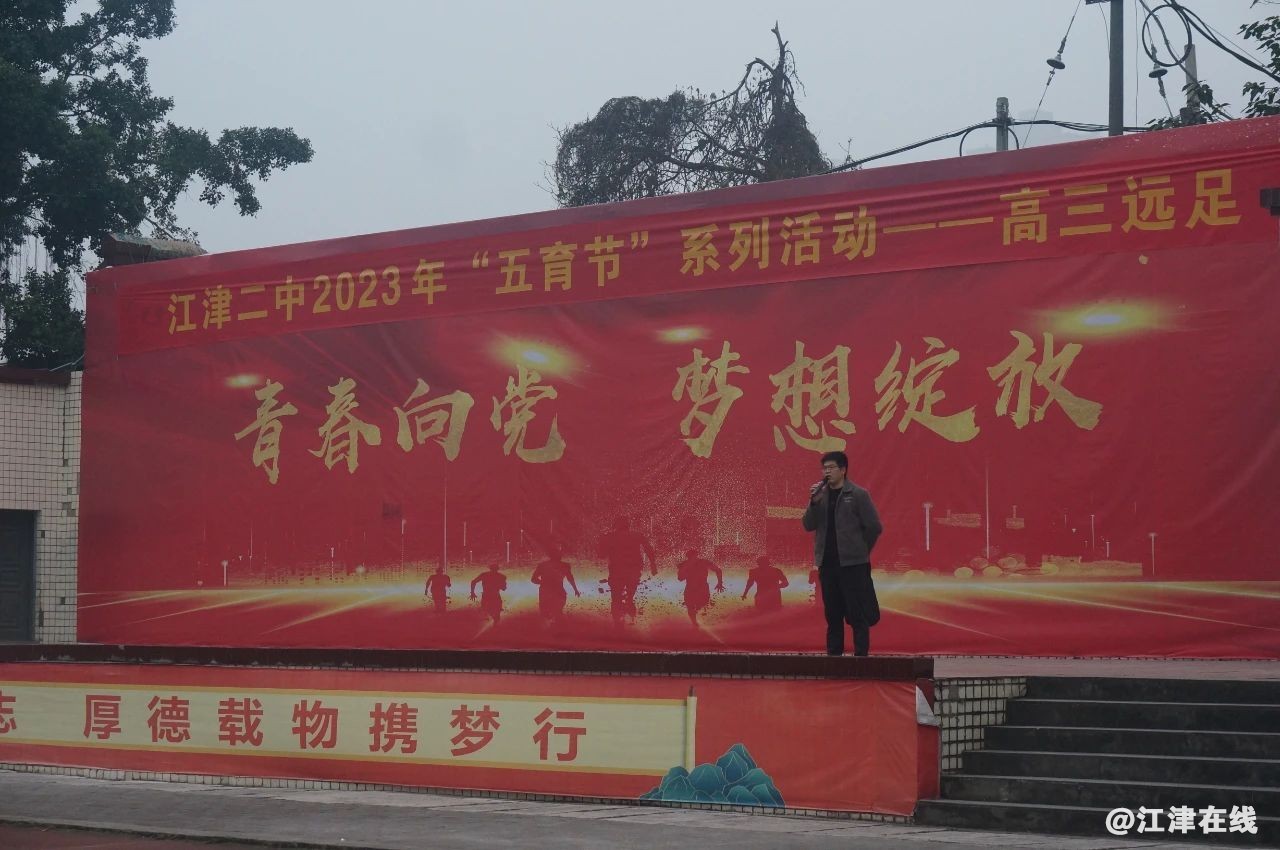 江津二中2023年“五育节”系列活动——高三远足
青春向党 梦想绽放
志 厚德载物携梦行
@江津在线